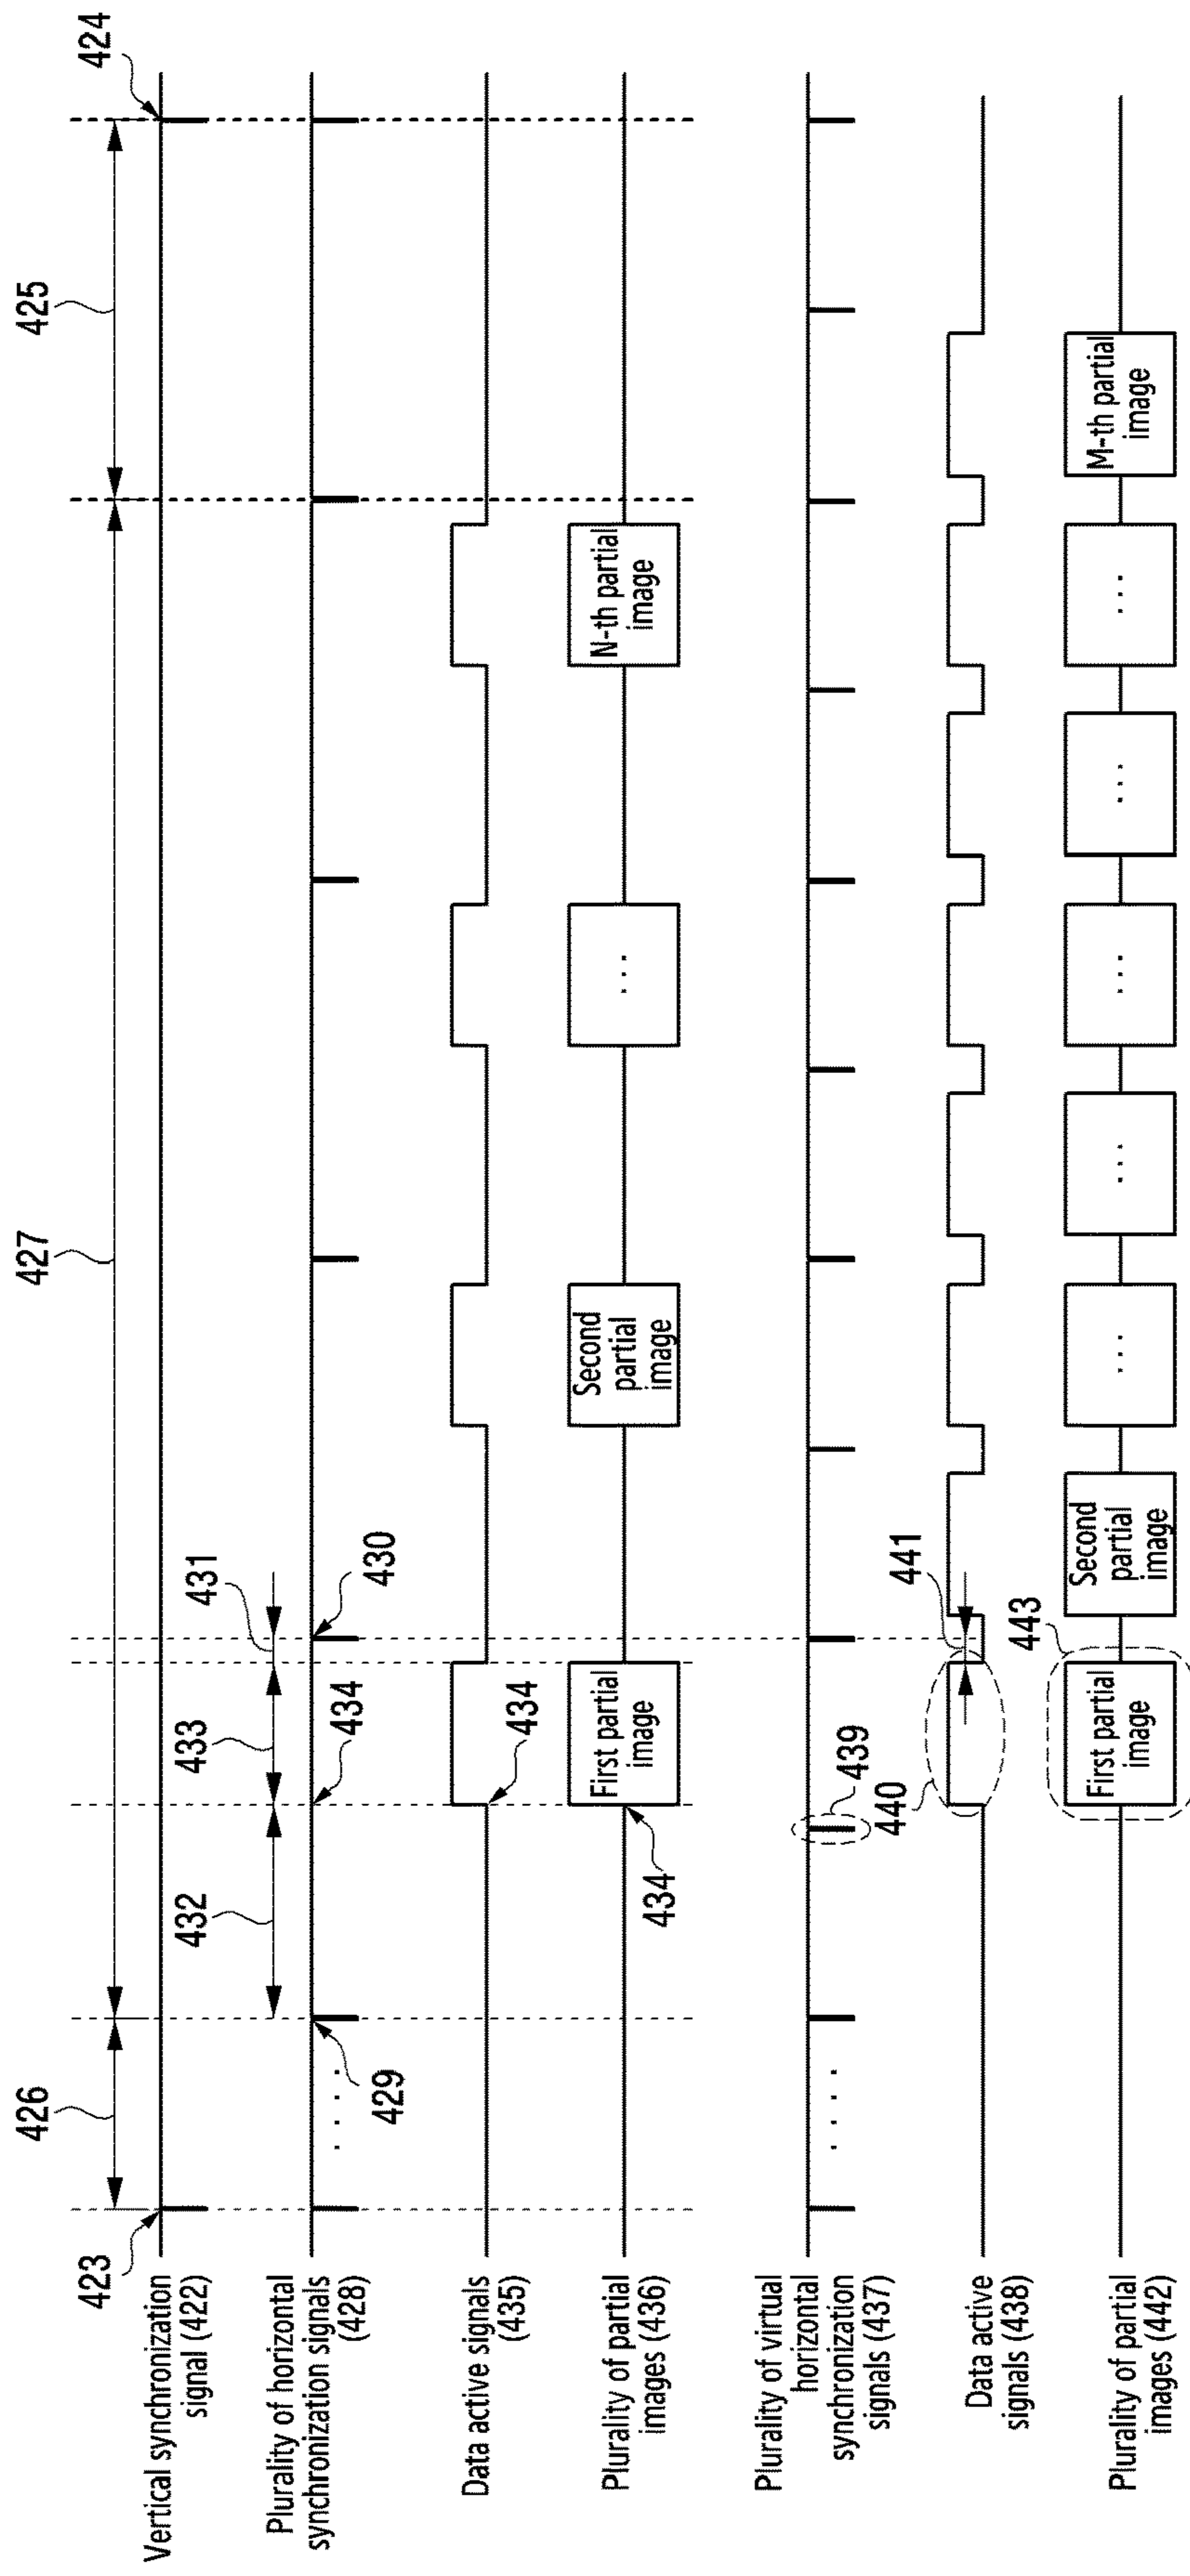 425
424
427
426
423
Vertical synchronization
signal (422)
431
433
432
430
434
429
. . . .
Plurality of horizontal
synchronization signals
(428)
434
Data active signals
(435)
First partial
image
Second
partial
image
. . .
N-th partial
image
434
Plurality of partial
images (436)
439
. . . .
Plurality of virtual
horizontal
synchronization
signals (437)
441
440
Data active
signals (438)
443
First partial
image
Second
partial
image
. . .
. . .
. . .
. . .
. . .
M-th partial
image
Plurality of partial
images (442)